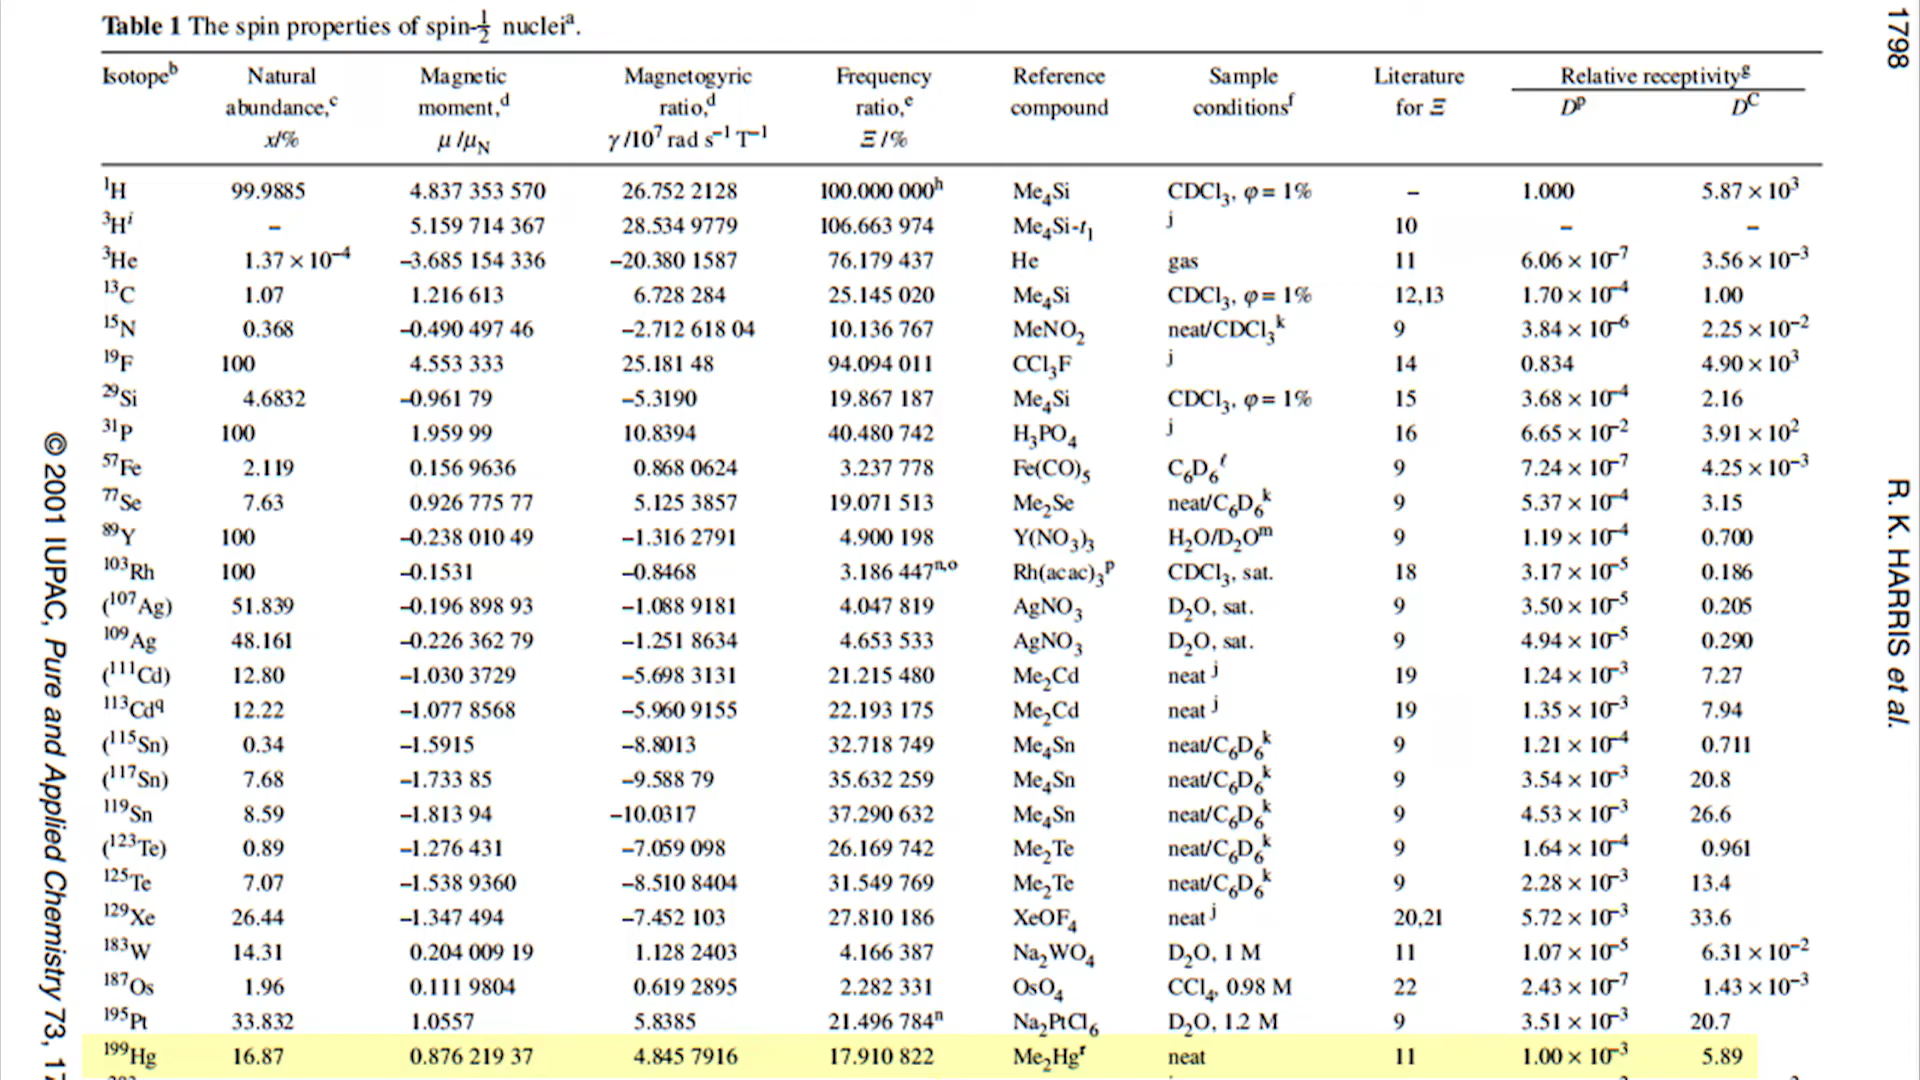 Table 1 The spin properties of spin-½ nucleiᵃ.
Isotopeᵇ Natural abundance,ᶜ x/% Magnetic moment,ᵈ μ/μN Magnetogyric ratio,ᵈ γ/10⁷ rad s⁻¹ T⁻¹ Frequency ratio,ᵉ Ξ/% Reference compound Sample conditionsᶠ Literature for Ξ Relative receptivityᵍ Dᵖ Dᶜ
¹H 99.9885 4.837 353 570 26.752 2128 100.000 000ʰ Me₄Si CDCl₃, φ = 1% – 1.000 5.87 × 10³
³Hⁱ – 5.159 714 367 28.534 9779 106.663 974 Me₄Si-t₁ j 10 – –
³He 1.37 × 10⁻⁴ –3.685 154 336 –20.380 1587 76.179 437 He gas 11 6.06 × 10⁻⁷ 3.56 × 10⁻³
¹³C 1.07 1.216 613 6.728 284 25.145 020 Me₄Si CDCl₃, φ = 1% 12,13 1.70 × 10⁻⁴ 1.00
¹⁵N 0.368 –0.490 497 46 –2.712 618 04 10.136 767 MeNO₂ neat/CDCl₃ᵏ 9 3.84 × 10⁻⁶ 2.25 × 10⁻²
¹⁹F 100 4.553 333 25.181 48 94.094 011 CCl₃F j 14 0.834 4.90 × 10³
²⁹Si 4.6832 –0.961 79 –5.3190 19.867 187 Me₄Si CDCl₃, φ = 1% 15 3.68 × 10⁻⁴ 2.16
³¹P 100 1.959 99 10.8394 40.480 742 H₃PO₄ j 16 6.65 × 10⁻² 3.91 × 10²
⁵⁷Fe 2.119 0.156 9636 0.868 0624 3.237 778 Fe(CO)₅ C₆D₆ˡ 9 7.24 × 10⁻⁷ 4.25 × 10⁻³
⁷⁷Se 7.63 0.926 775 77 5.125 3857 19.071 513 Me₂Se neat/C₆D₆ᵏ 9 5.37 × 10⁻⁴ 3.15
⁸⁹Y 100 –0.238 010 49 –1.316 2791 4.900 198 Y(NO₃)₃ H₂O/D₂Oᵐ 9 1.19 × 10⁻⁴ 0.700
¹⁰³Rh 100 –0.1531 –0.8468 3.186 447ⁿ,ᵒ Rh(acac)₃ᵖ CDCl₃, sat. 18 3.17 × 10⁻⁵ 0.186
(¹⁰⁷Ag) 51.839 –0.196 898 93 –1.088 9181 4.047 819 AgNO₃ D₂O, sat. 9 3.50 × 10⁻⁵ 0.205
¹⁰⁹Ag 48.161 –0.226 362 79 –1.251 8634 4.653 533 AgNO₃ D₂O, sat. 9 4.94 × 10⁻⁵ 0.290
(¹¹¹Cd) 12.80 –1.030 3729 –5.698 3131 21.215 480 Me₂Cd neat j 19 1.24 × 10⁻³ 7.27
¹¹³Cdq 12.22 –1.077 8568 –5.960 9155 22.193 175 Me₂Cd neat j 19 1.35 × 10⁻³ 7.94
(¹¹⁵Sn) 0.34 –1.5915 –8.8013 32.718 749 Me₄Sn neat/C₆D₆ᵏ 9 1.21 × 10⁻⁴ 0.711
(¹¹⁷Sn) 7.68 –1.733 85 –9.588 79 35.632 259 Me₄Sn neat/C₆D₆ᵏ 9 3.54 × 10⁻³ 20.8
¹¹⁹Sn 8.59 –1.813 94 –10.0317 37.290 632 Me₄Sn neat/C₆D₆ᵏ 9 4.53 × 10⁻³ 26.6
(¹²³Te) 0.89 –1.276 431 –7.059 098 26.169 742 Me₂Te neat/C₆D₆ᵏ 9 1.64 × 10⁻⁴ 0.961
¹²⁵Te 7.07 –1.538 9360 –8.510 8404 31.549 769 Me₂Te neat/C₆D₆ᵏ 9 2.28 × 10⁻³ 13.4
¹²⁹Xe 26.44 –1.347 494 –7.452 103 27.810 186 XeOF₄ neat j 20,21 5.72 × 10⁻³ 33.6
¹⁸³W 14.31 0.204 009 19 1.128 2403 4.166 387 Na₂WO₄ D₂O, 1 M 11 1.07 × 10⁻⁵ 6.31 × 10⁻²
¹⁸⁷Os 1.96 0.111 9804 0.619 2895 2.282 331 OsO₄ CCl₄, 0.98 M 22 2.43 × 10⁻⁷ 1.43 × 10⁻³
¹⁹⁵Pt 33.832 1.0557 5.8385 21.496 784ⁿ Na₂PtCl₆ D₂O, 1.2 M 9 3.51 × 10⁻³ 20.7
¹⁹⁹Hg 16.87 0.876 219 37 4.845 7916 17.910 822 Me₂Hgʳ neat 11 1.00 × 10⁻³ 5.89
1798
R. K. HARRIS et al.
© 2001 IUPAC, Pure and Applied Chemistry 73, 17